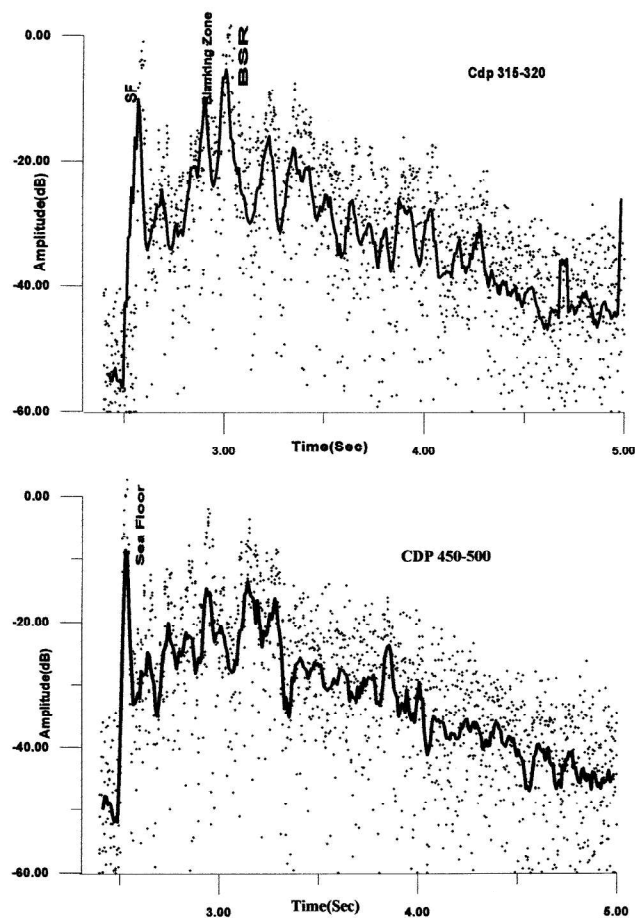 0.00
-20.00
-40.00
-60.00
Amplitude(dB)
SF
Blanking Zone
BSR
Cdp 315-320
3.00
4.00
5.00
Time(Sec)
0.00
-20.00
-40.00
-60.00
Amplitude(dB)
Sea Floor
CDP 450-500
3.00
4.00
5.00
Time(Sec)